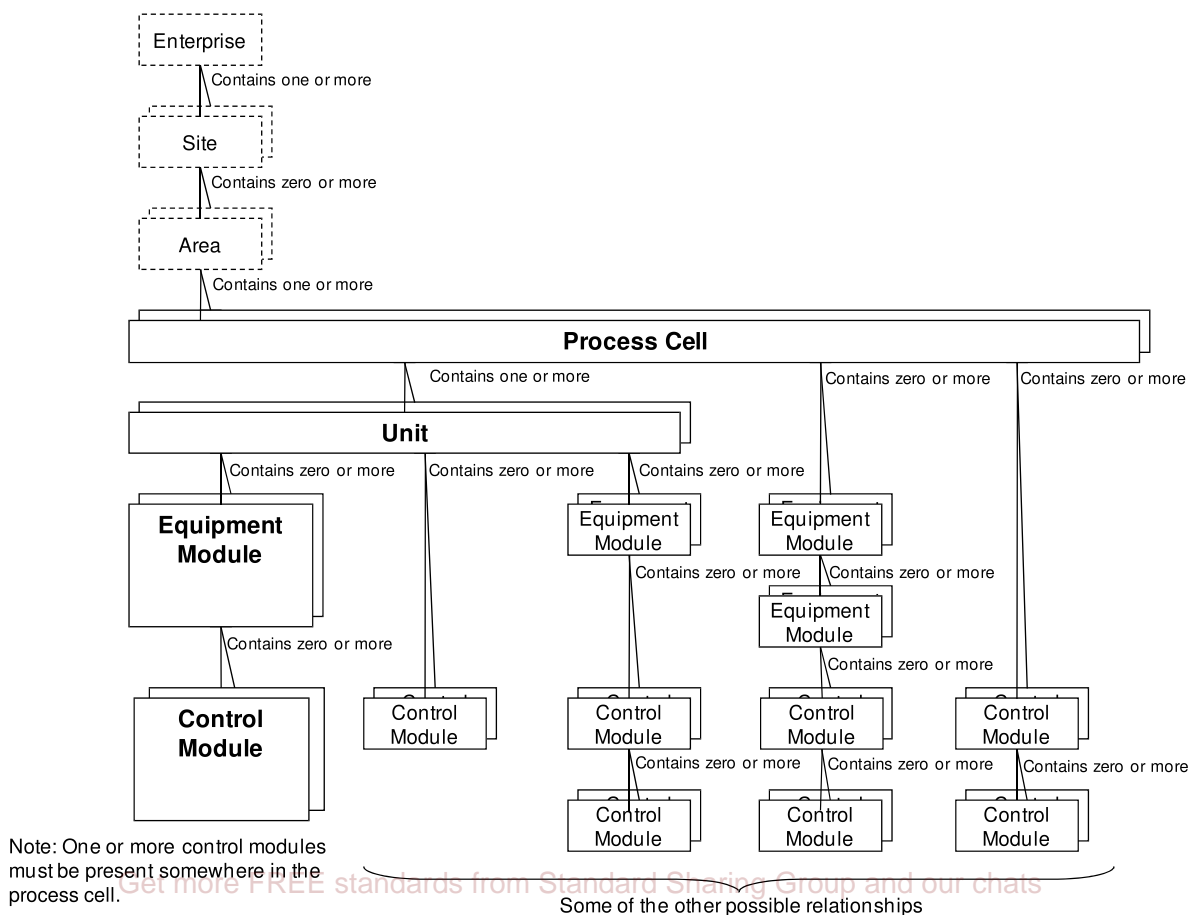 Enterprise
Contains one or more
Site
Contains zero or more
Area
Contains one or more
Process Cell
Contains one or more
Contains zero or more
Contains zero or more
Unit
Contains zero or more
Contains zero or more
Contains zero or more
Equipment
Module
Equipment
Module
Equipment
Module
Contains zero or more
Contains zero or more
Equipment
Module
Contains zero or more
Contains zero or more
Control
Module
Control
Module
Control
Module
Control
Module
Control
Module
Contains zero or more
Contains zero or more
Contains zero or more
Control
Module
Control
Module
Control
Module
Note: One or more control modules
must be present somewhere in the
process cell.
Get more FREE standards from Standard Sharing Group and our chats
Some of the other possible relationships